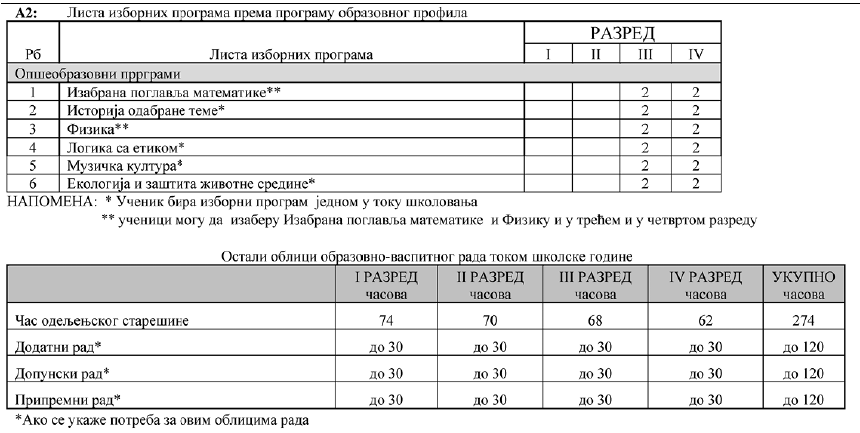 А2: Листа изборних програма према програму образовног профила
Рб Листа изборних програма РАЗРЕД
I II III IV
Опшеобразовни пррграми
1 Изабрана поглавља математике** 2 2
2 Историја одабране теме* 2 2
3 Физика** 2 2
4 Логика са етиком* 2 2
5 Музичка култура* 2 2
6 Екологија и заштита животне средине* 2 2
НАПОМЕНА: * Ученик бира изборни програм једном у току школовања
** ученици могу да изаберу Изабрана поглавља математике и Физику и у трећем и у четвртом разреду
Остали облици образовно-васпитног рада током школске године
I РАЗРЕД II РАЗРЕД III РАЗРЕД IV РАЗРЕД УКУПНО
часова часова часова часова часова
Час одељенског старешине 74 70 68 62 274
Додатни рад* до 30 до 30 до 30 до 30 до 120
Допунски рад* до 30 до 30 до 30 до 30 до 120
Припремни рад* до 30 до 30 до 30 до 30 до 120
*Ако се укаже потреба за овим облицима рада